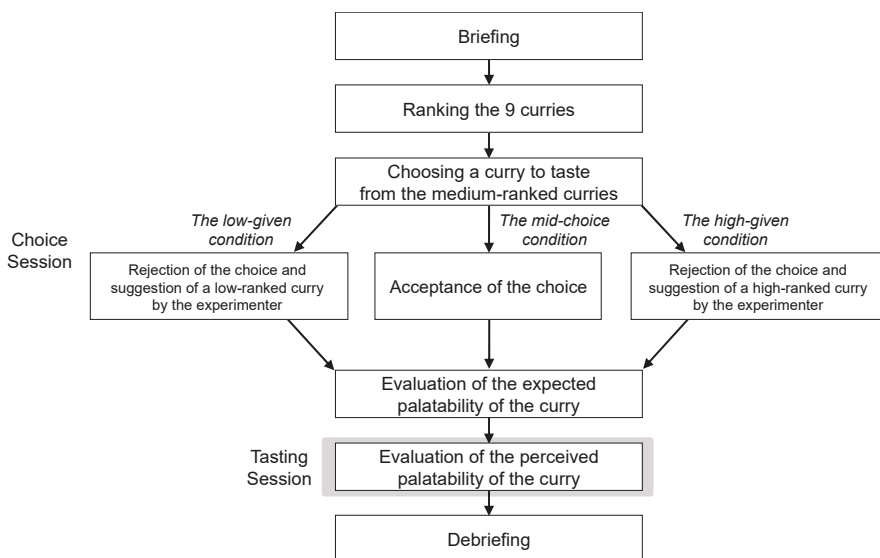 Briefing
Ranking the 9 curries
Choosing a curry to taste
from the medium-ranked curries
Choice
Session
The low-given
condition
The mid-choice
condition
The high-given
condition
Rejection of the choice and
suggestion of a low-ranked curry
by the experimenter
Acceptance of the choice
Rejection of the choice and
suggestion of a high-ranked curry
by the experimenter
Evaluation of the expected
palatability of the curry
Tasting
Session
Evaluation of the perceived
palatability of the curry
Debriefing